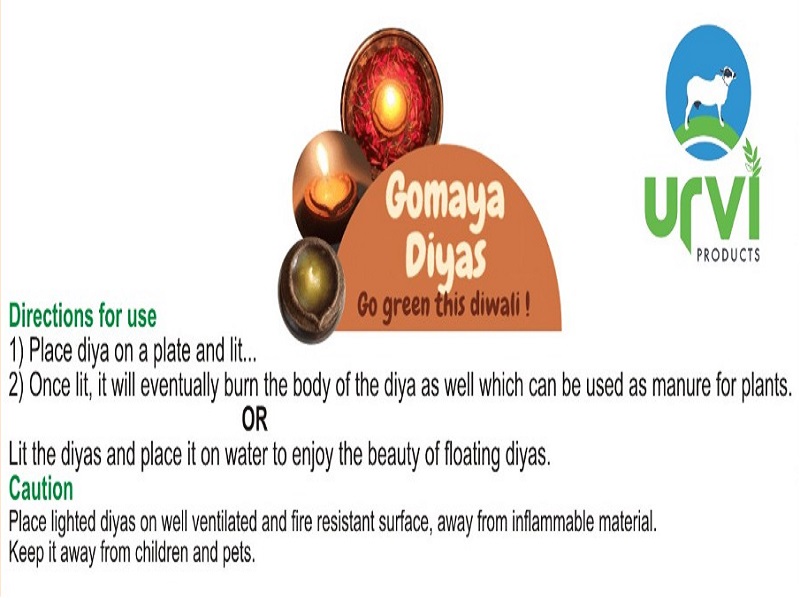 Gomaya
Diyas
Go green this diwali !
urvi
PRODUCTS
Directions for use
1) Place diya on a plate and lit...
2) Once lit, it will eventually burn the body of the diya as well which can be used as manure for plants.
OR
Lit the diyas and place it on water to enjoy the beauty of floating diyas.
Caution
Place lighted diyas on well ventilated and fire resistant surface, away from inflammable material.
Keep it away from children and pets.